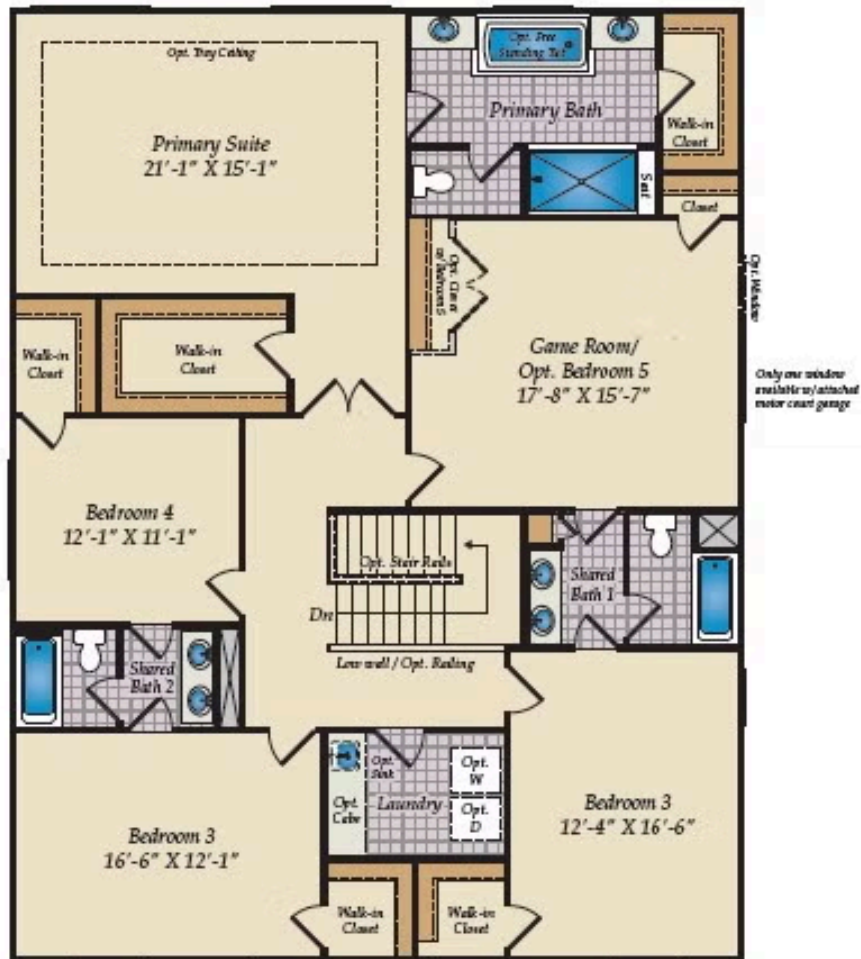 Opt. Tray Ceiling
Opt. Free
Standing Tub
Primary Bath
Walk-in
Closet
Primary Suite
21'-1" X 15'-1"
Seat
Closet
Opt. Closet
w/ Bedroom 5
Opt. Window
Walk-in
Closet
Walk-in
Closet
Game Room/
Opt. Bedroom 5
17'-8" X 15'-7"
Only one window
available w/ attached
motor court garage
Bedroom 4
12'-1" X 11'-1"
Opt. Stair Rails
Dn
Shared
Bath 1
Low wall / Opt. Railing
Shared
Bath 2
Opt.
Sink
Opt.
W
Opt.
Cabs
Laundry
Opt.
D
Bedroom 3
16'-6" X 12'-1"
Bedroom 3
12'-4" X 16'-6"
Walk-in
Closet
Walk-in
Closet